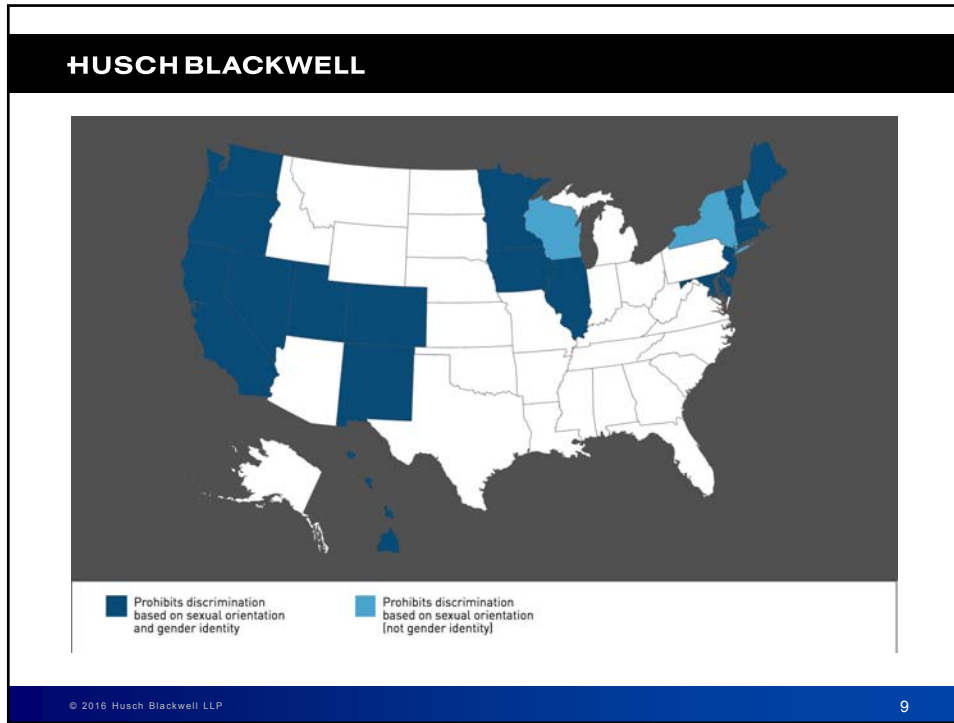 HUSCH BLACKWELL
Prohibits discrimination
based on sexual orientation
and gender identity
Prohibits discrimination
based on sexual orientation
(not gender identity)
© 2016 Husch Blackwell LLP
9